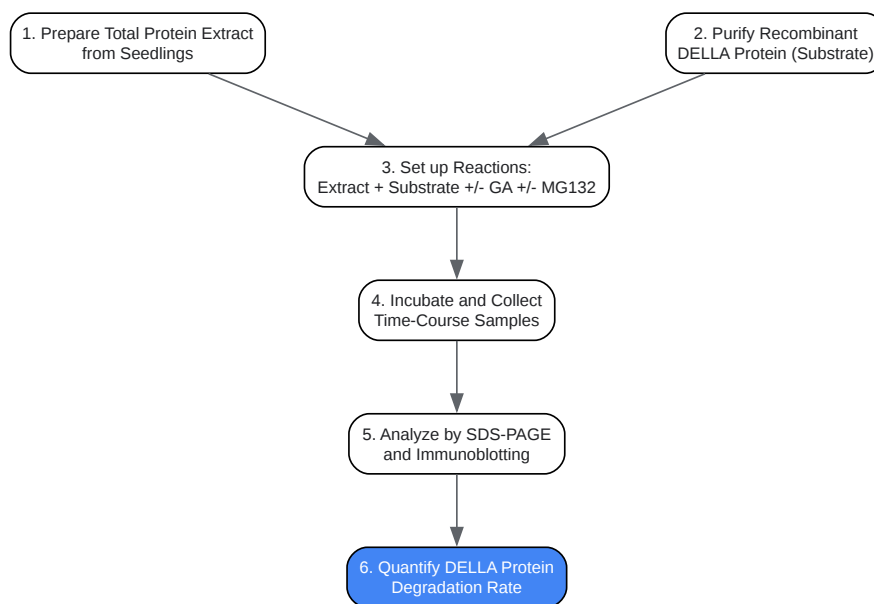 1. Prepare Total Protein Extract
from Seedlings
2. Purify Recombinant
DELLA Protein (Substrate)
3. Set up Reactions:
Extract + Substrate +/- GA +/- MG132
4. Incubate and Collect
Time-Course Samples
5. Analyze by SDS-PAGE
and Immunoblotting
6. Quantify DELLA Protein
Degradation Rate